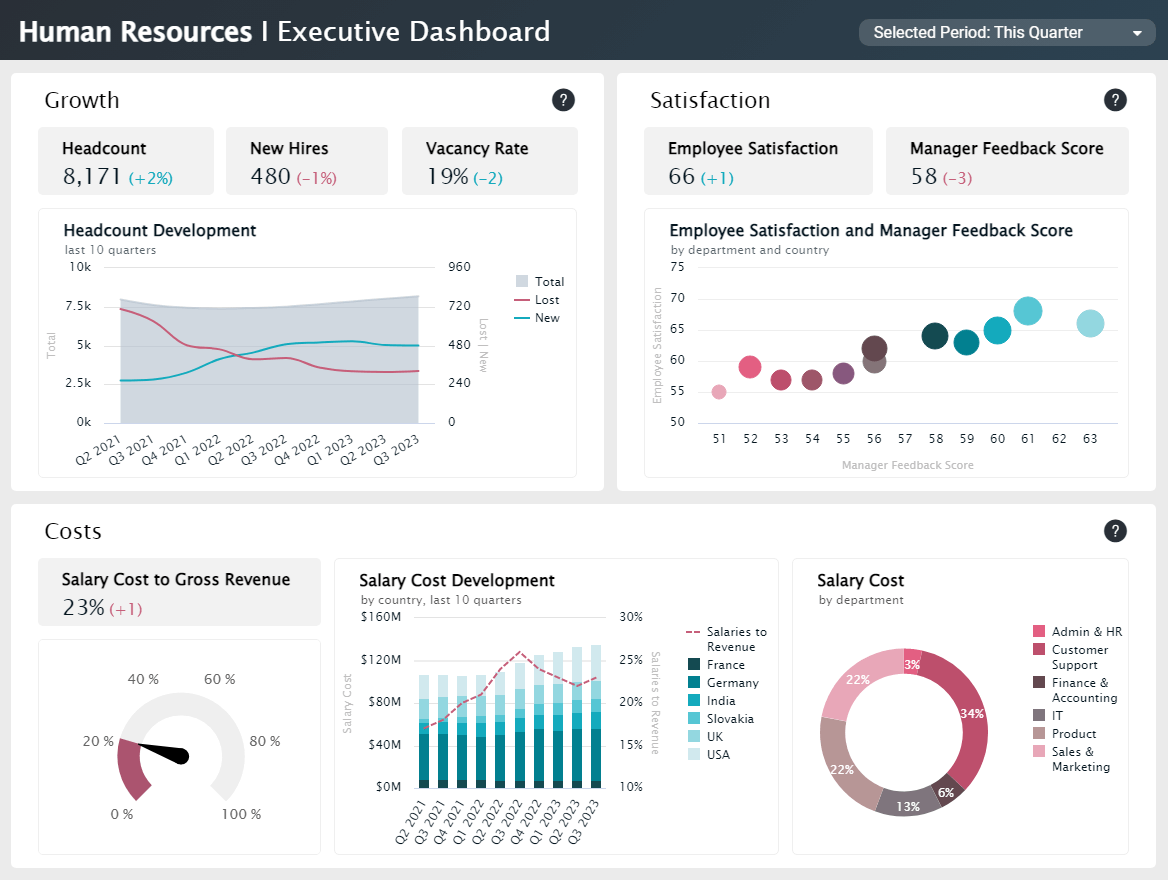 Human Resources | Executive Dashboard
Selected Period: This Quarter
Growth
?
Headcount
8,171 (+2%)
New Hires
480 (-1%)
Vacancy Rate
19% (-2)
Headcount Development
last 10 quarters
10k
7.5k
5k
2.5k
0k
Total
960
720
480
240
0
Lost | New
Q2 2021
Q3 2021
Q4 2021
Q1 2022
Q2 2022
Q3 2022
Q4 2022
Q1 2023
Q2 2023
Q3 2023
Total
Lost
New
Satisfaction
?
Employee Satisfaction
66 (+1)
Manager Feedback Score
58 (-3)
Employee Satisfaction and Manager Feedback Score
by department and country
75
70
65
60
55
50
Employee Satisfaction
51 52 53 54 55 56 57 58 59 60 61 62 63
Manager Feedback Score
Costs
?
Salary Cost to Gross Revenue
23% (+1)
40 %
60 %
20 %
80 %
0 %
100 %
Salary Cost Development
by country, last 10 quarters
$160M
$120M
$80M
$40M
$0M
Salary Cost
30%
25%
20%
15%
10%
Salaries to Revenue
Q2 2021
Q3 2021
Q4 2021
Q1 2022
Q2 2022
Q3 2022
Q4 2022
Q1 2023
Q2 2023
Q3 2023
Salaries to
Revenue
France
Germany
India
Slovakia
UK
USA
Salary Cost
by department
3%
34%
6%
13%
22%
22%
Admin & HR
Customer
Support
Finance &
Accounting
IT
Product
Sales &
Marketing